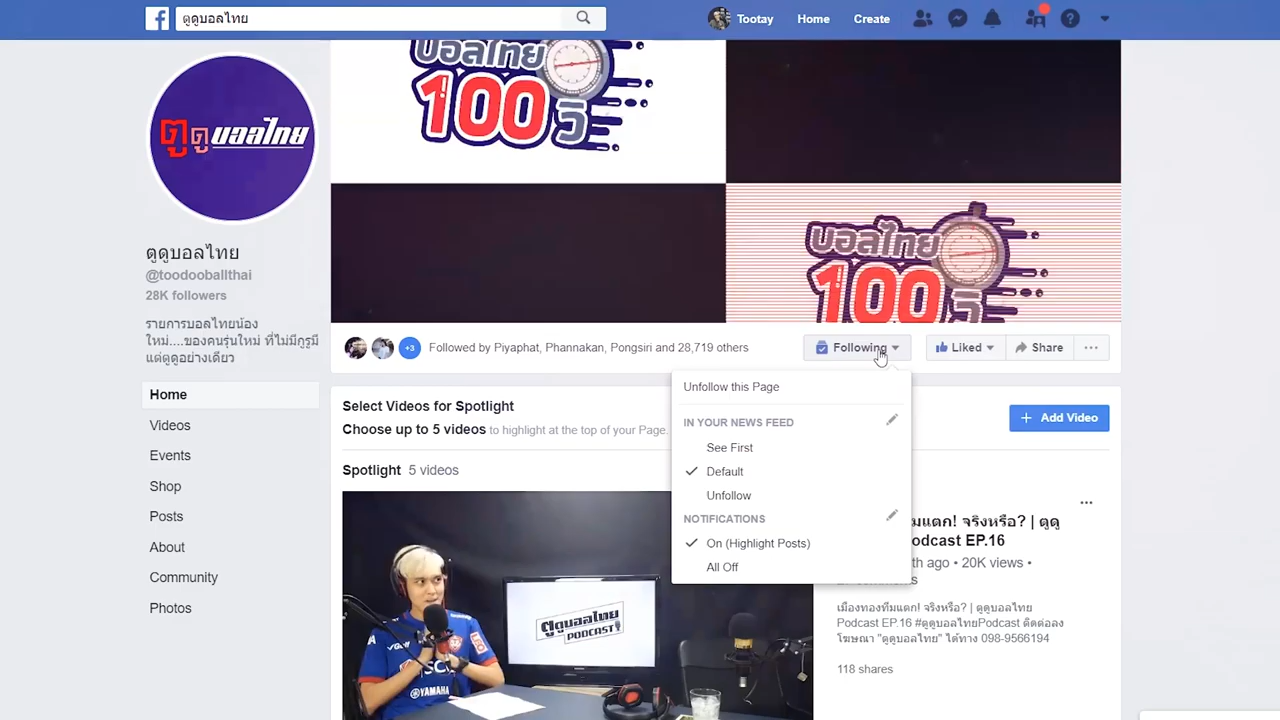 ตูดูบอลไทย
Tootay
Home
Create
บอลไทย
100
วิ
ตูดูบอลไทย
บอลไทย
100
วิ
ตูดูบอลไทย
@toodooballthai
28K followers
รายการบอลไทยน้อง
ใหม่....ของคนรุ่นใหม่ ที่ไม่มีกูรูมี
แต่ตูดูอย่างเดียว
+3
Followed by Piyaphat, Phannakan, Pongsiri and 28,719 others
Following
Liked
Share
Home
Videos
Events
Shop
Posts
About
Community
Photos
Unfollow this Page
IN YOUR NEWS FEED
See First
Default
Unfollow
NOTIFICATIONS
On (Highlight Posts)
All Off
Select Videos for Spotlight
Choose up to 5 videos to highlight at the top of your Page.
Add Video
Spotlight 5 videos
ตูดูบอลไทย
PODCAST
YAMAHA
แตก! จริงหรือ? | ตูดู
odcast EP.16
20K views •
เมืองทองทีมแตก! จริงหรือ? | ตูดูบอลไทย
Podcast EP.16 #ตูดูบอลไทยPodcast ติดต่อลง
โฆษณา "ตูดูบอลไทย" ได้ทาง 098-9566194
118 shares